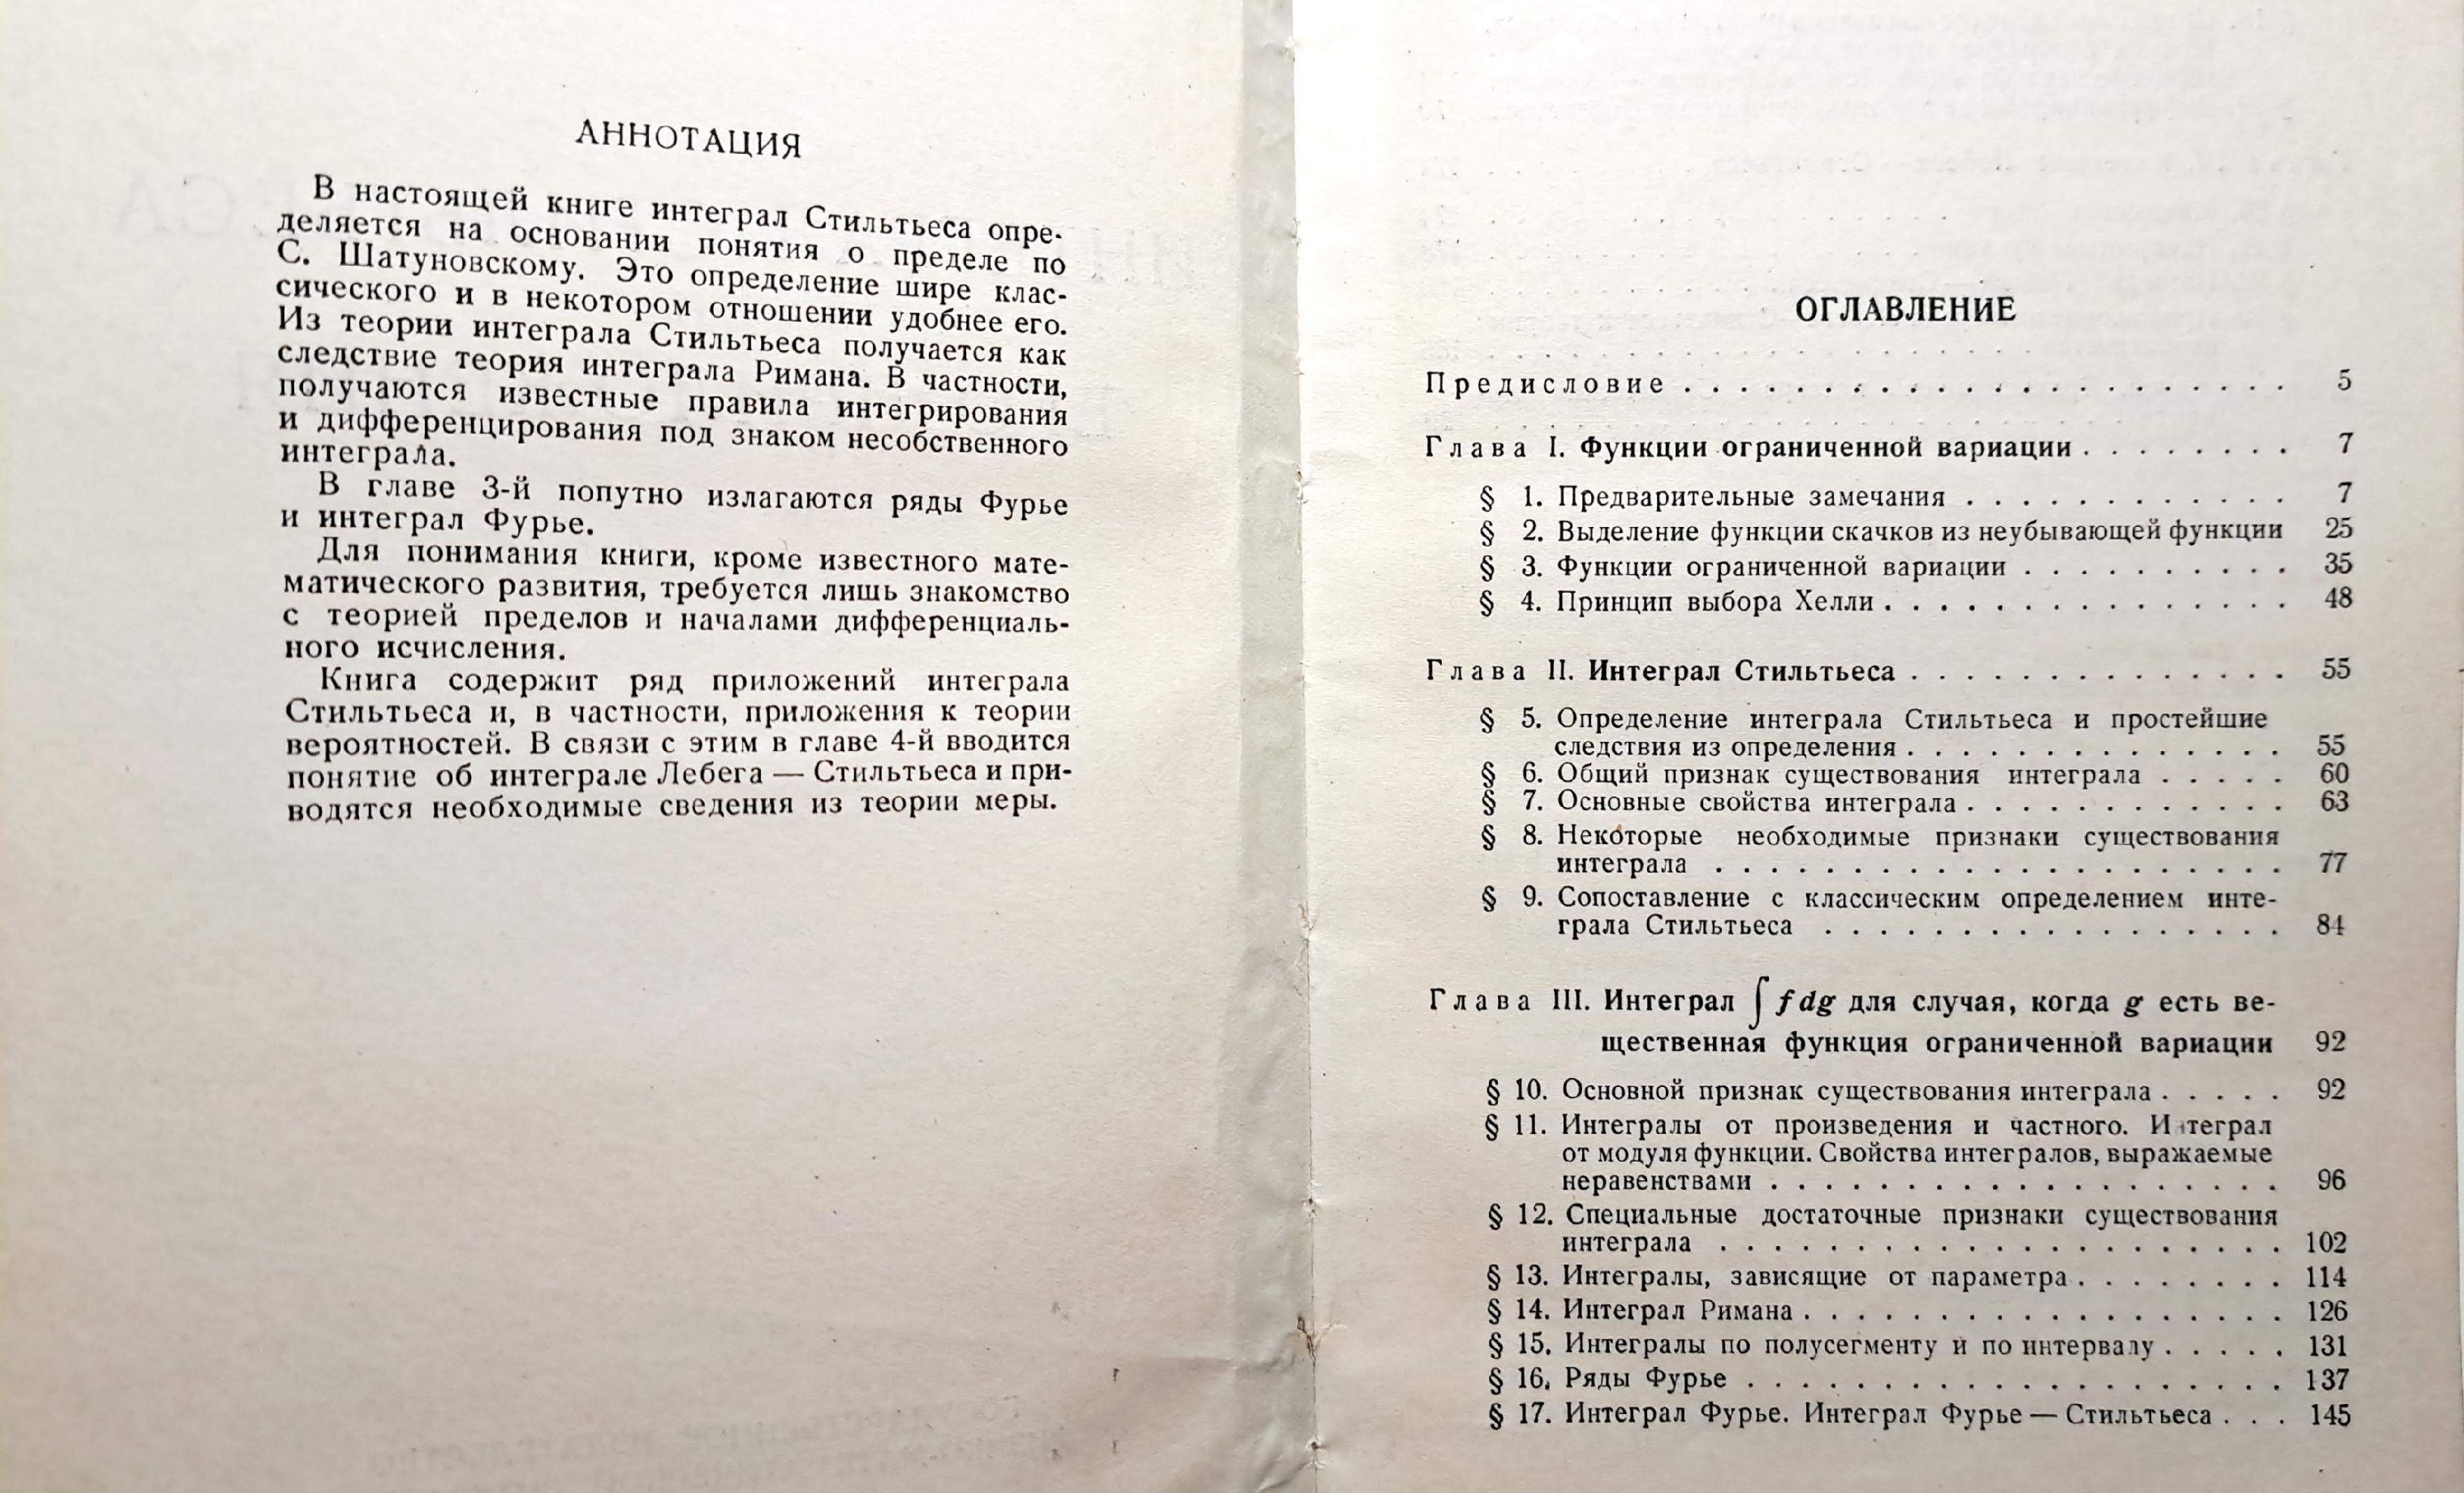 АННОТАЦИЯ
В настоящей книге интеграл Стильтьеса опре-
деляется на основании понятия о пределе по
С. Шатуновскому. Это определение шире клас-
сического и в некотором отношении удобнее его.
Из теории интеграла Стильтьеса получается как
следствие теория интеграла Римана. В частности,
получаются известные правила интегрирования
и дифференцирования под знаком несобственного
интеграла.
В главе 3-й попутно излагаются ряды Фурье
и интеграл Фурье.
Для понимания книги, кроме известного мате-
матического развития, требуется лишь знакомство
с теорией пределов и началами дифференциаль-
ного исчисления.
Книга содержит ряд приложений интеграла
Стильтьеса и, в частности, приложения к теории
вероятностей. В связи с этим в главе 4-й вводится
понятие об интеграле Лебега — Стильтьеса и при-
водятся необходимые сведения из теории меры.
ОГЛАВЛЕНИЕ
Предисловие . . . . . . . . . . . . . . . . . . . . . . 5
Глава I. Функции ограниченной вариации . . . . . . . . 7
§ 1. Предварительные замечания . . . . . . . . . . . . 7
§ 2. Выделение функции скачков из неубывающей функции 25
§ 3. Функции ограниченной вариации . . . . . . . . . . 35
§ 4. Принцип выбора Хелли . . . . . . . . . . . . . . . 48
Глава II. Интеграл Стильтьеса . . . . . . . . . . . . . . 55
§ 5. Определение интеграла Стильтьеса и простейшие
следствия из определения . . . . . . . . . . . . . . 55
§ 6. Общий признак существования интеграла . . . . . 60
§ 7. Основные свойства интеграла . . . . . . . . . . . . 63
§ 8. Некоторые необходимые признаки существования
интеграла . . . . . . . . . . . . . . . . . . . . . 77
§ 9. Сопоставление с классическим определением инте-
грала Стильтьеса . . . . . . . . . . . . . . . . . 84
Глава III. Интеграл ∫ f dg для случая, когда g есть ве-
щественная функция ограниченной вариации 92
§ 10. Основной признак существования интеграла . . . . . 92
§ 11. Интегралы от произведения и частного. И теграл
от модуля функции. Свойства интегралов, выражаемые
неравенствами . . . . . . . . . . . . . . . . . . . 96
§ 12. Специальные достаточные признаки существования
интеграла . . . . . . . . . . . . . . . . . . . . . 102
§ 13. Интегралы, зависящие от параметра . . . . . . . . 114
§ 14. Интеграл Римана . . . . . . . . . . . . . . . . . . 126
§ 15. Интегралы по полусегменту и по интервалу . . . . . 131
§ 16. Ряды Фурье . . . . . . . . . . . . . . . . . . . . 137
§ 17. Интеграл Фурье. Интеграл Фурье — Стильтьеса . . . 145